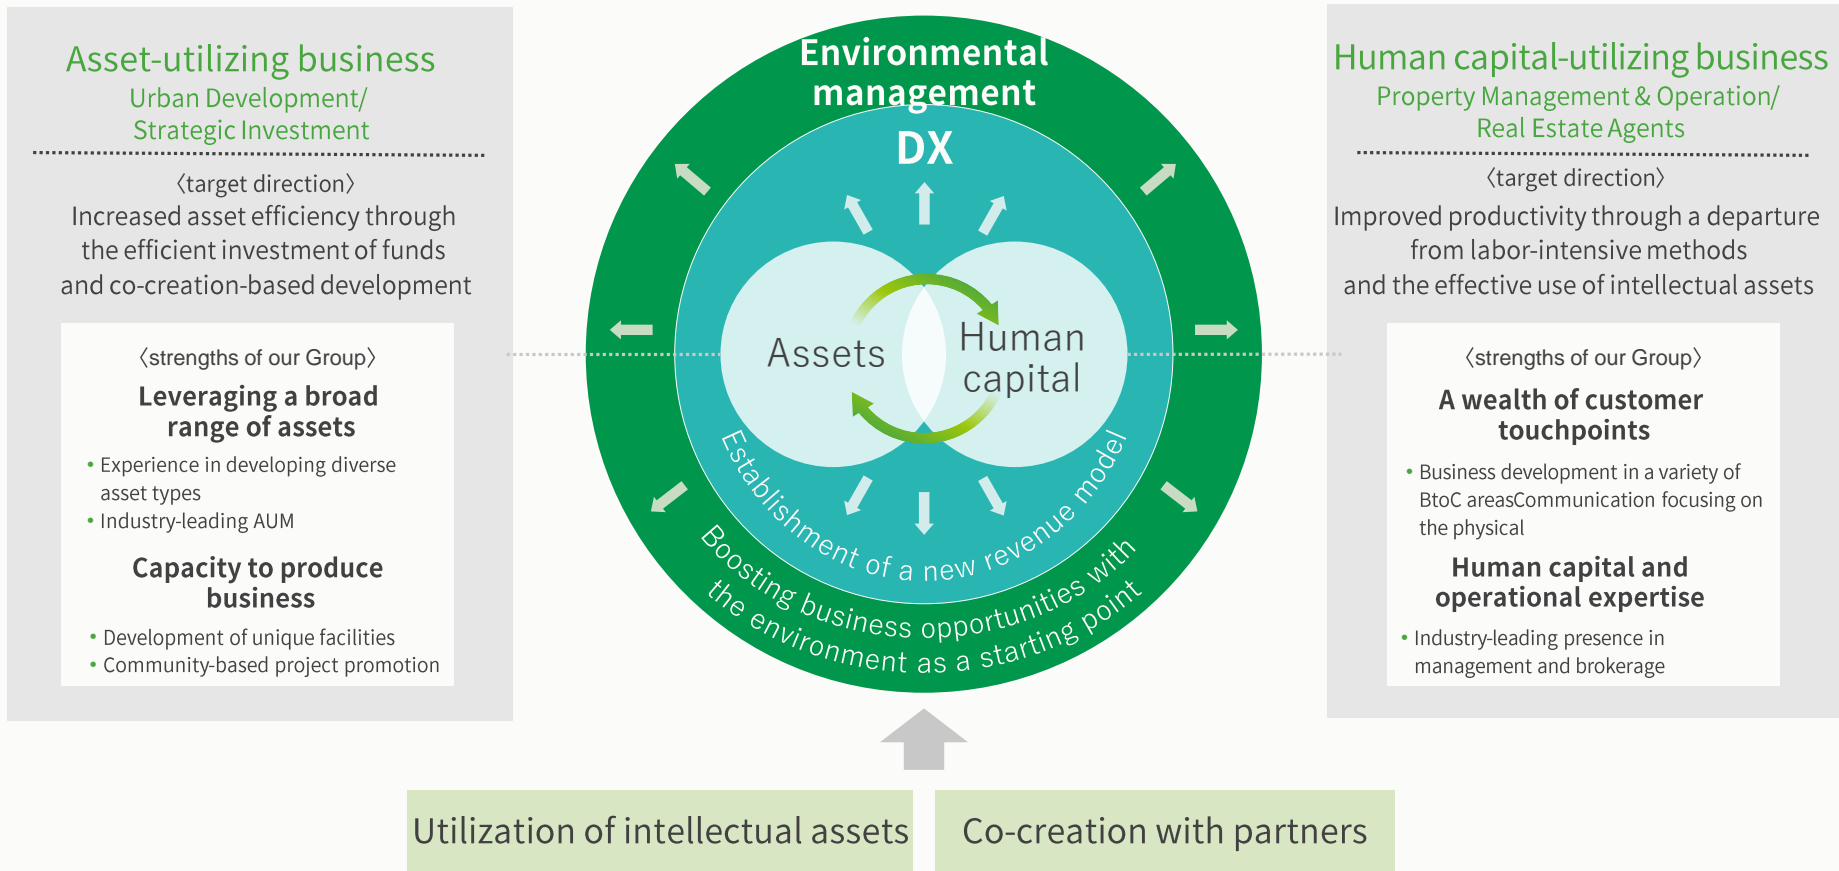 Asset-utilizing business
Urban Development/
Strategic Investment
〈target direction〉
Increased asset efficiency through
the efficient investment of funds
and co-creation-based development
〈strengths of our Group〉
Leveraging a broad
range of assets
• Experience in developing diverse
asset types
• Industry-leading AUM
Capacity to produce
business
• Development of unique facilities
• Community-based project promotion
Environmental
management
DX
Assets
Human
capital
Establishment of a new revenue model
Boosting business opportunities with
the environment as a starting point
Human capital-utilizing business
Property Management & Operation/
Real Estate Agents
〈target direction〉
Improved productivity through a departure
from labor-intensive methods
and the effective use of intellectual assets
〈strengths of our Group〉
A wealth of customer
touchpoints
• Business development in a variety of
BtoC areasCommunication focusing on
the physical
Human capital and
operational expertise
• Industry-leading presence in
management and brokerage
Utilization of intellectual assets
Co-creation with partners